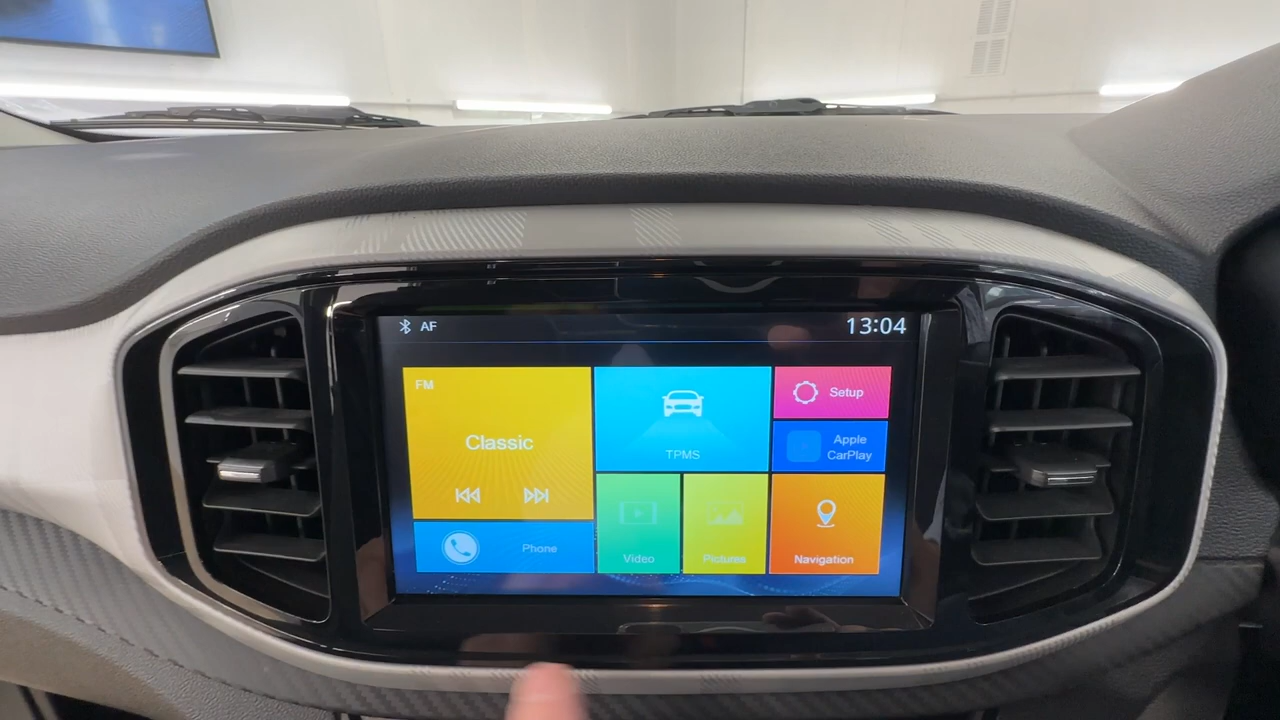 AF
13:04
FM
Classic
TPMS
Setup
Apple
CarPlay
Phone
Video
Pictures
Navigation